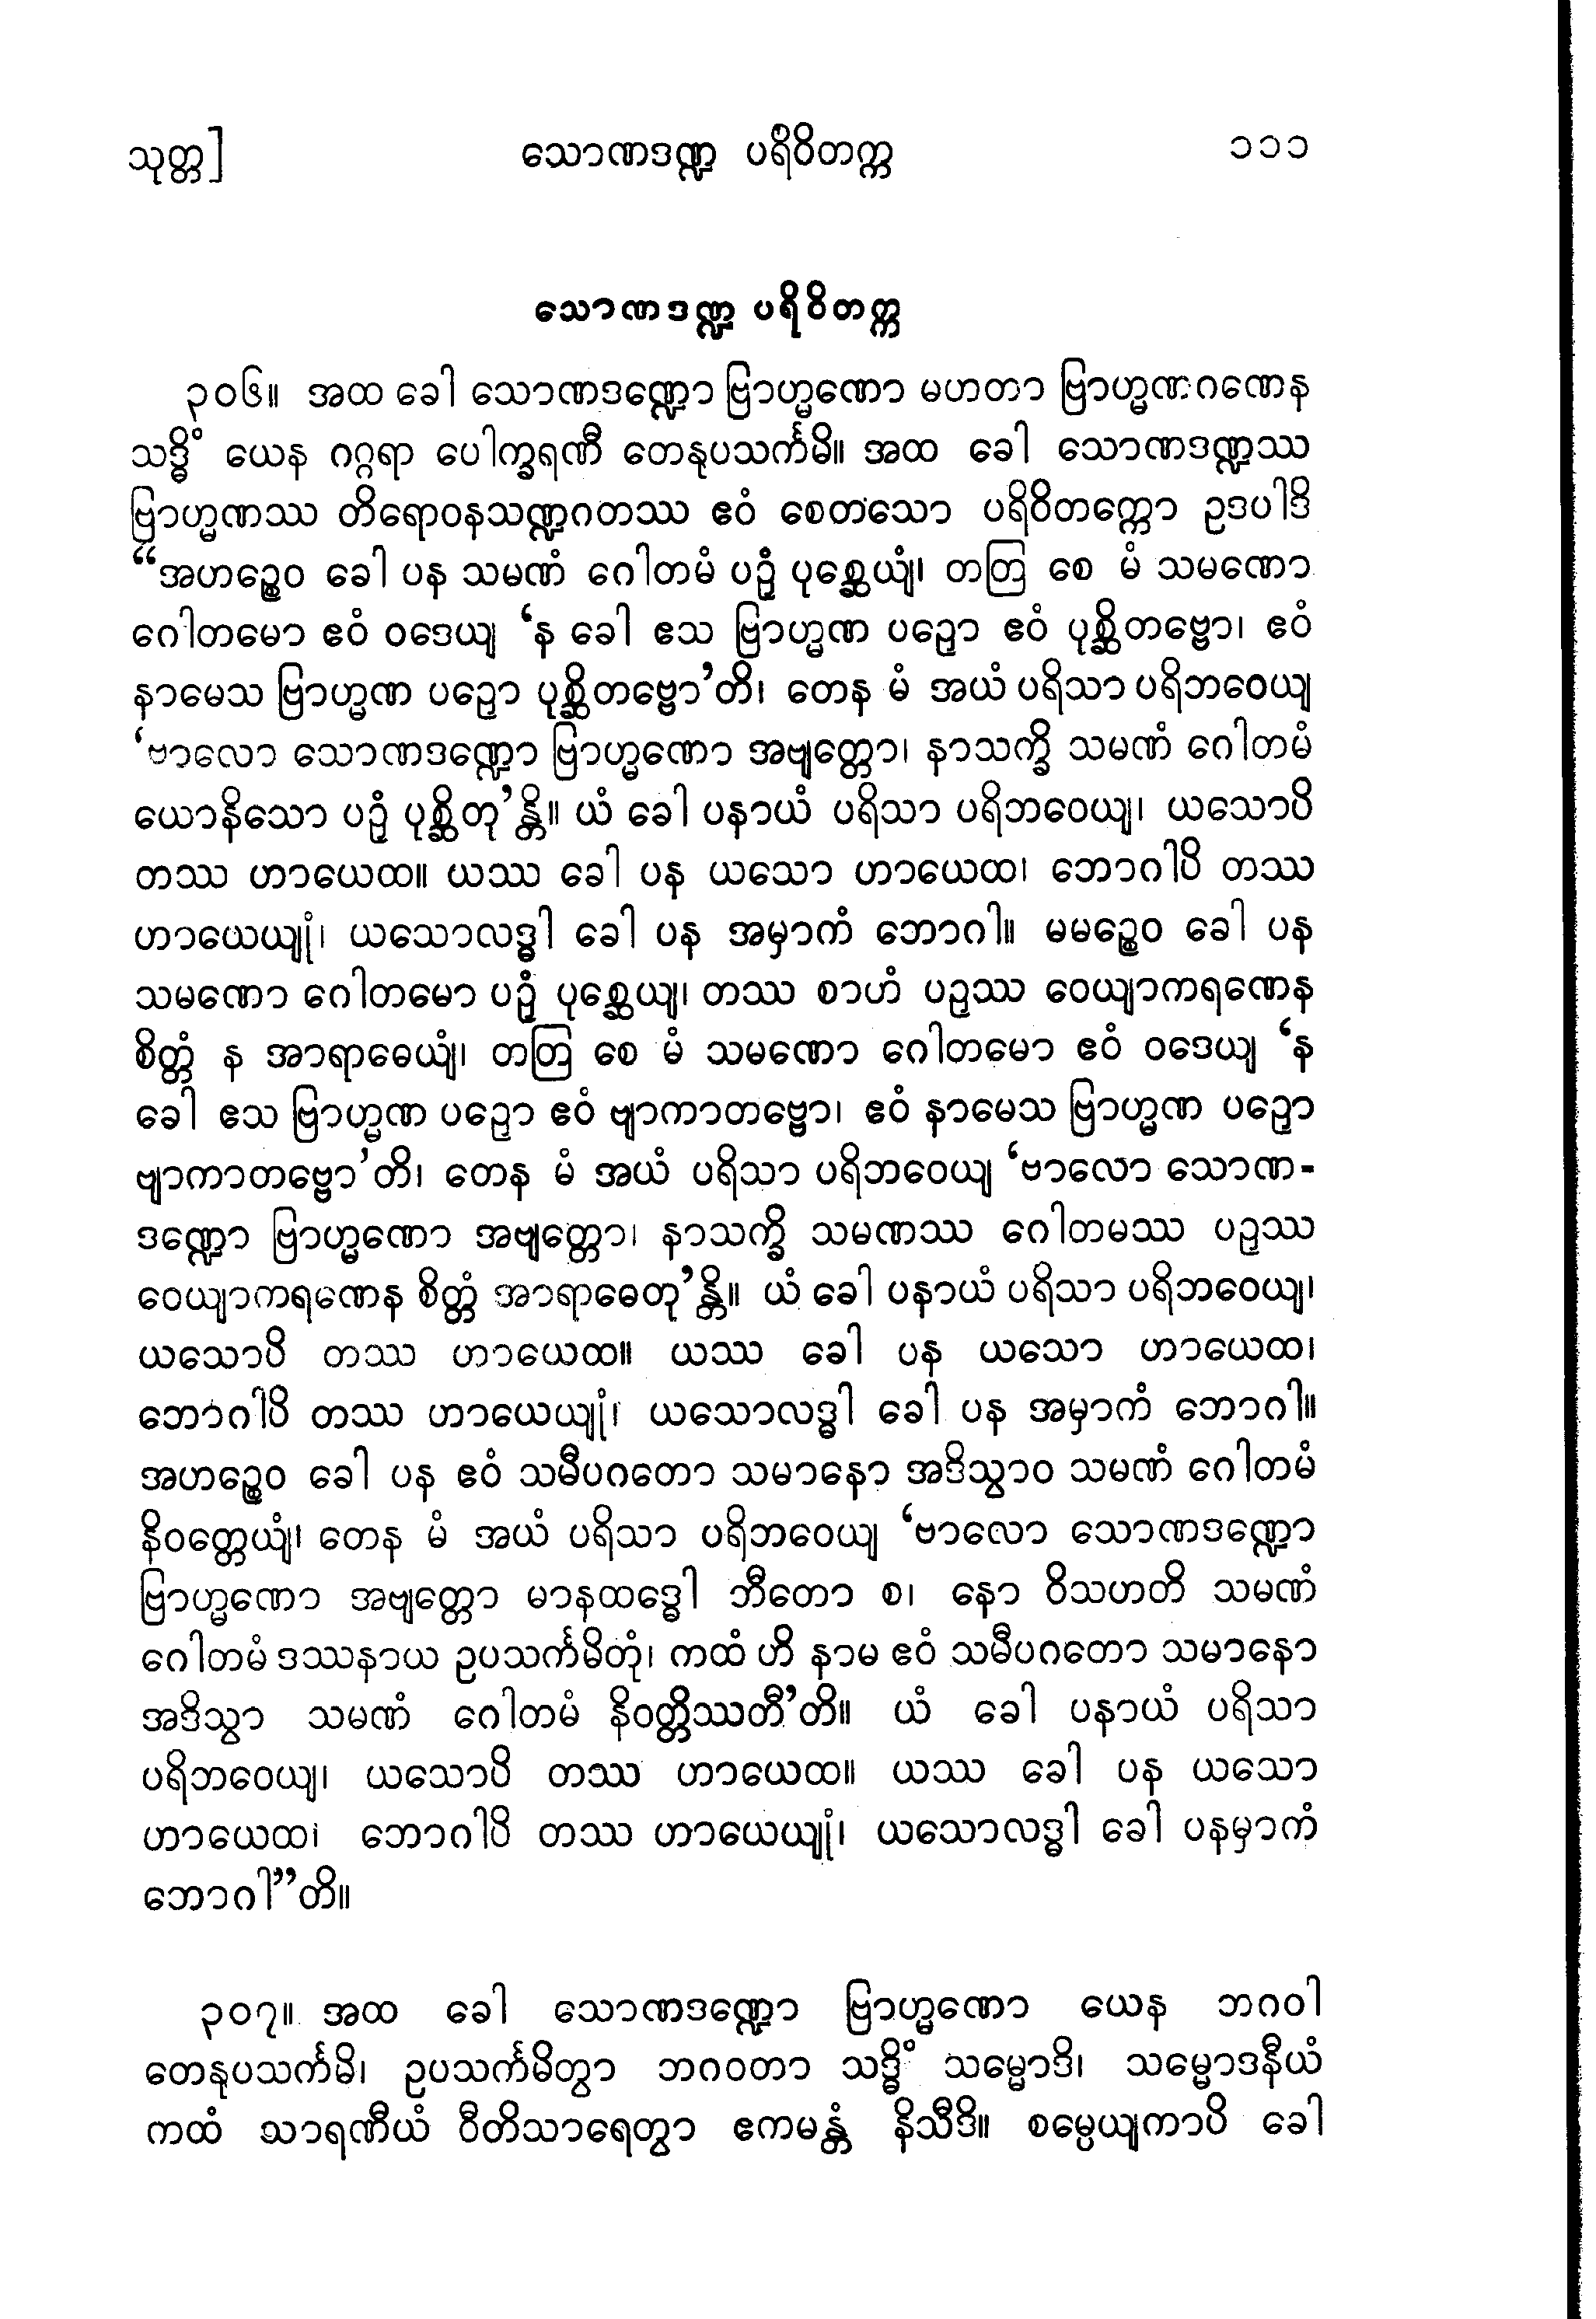 သုတ္တ] သောဏဒဏ္ဍ ပရိဝိတက္က ၁၁၁
သောဏဒဏ္ဍ ပရိဝိတက္က
၃၀၆။ အထ ခေါ သောဏဒဏ္ဍော ဗြာဟ္မဏော မဟတာ ဗြာဟ္မဏဂဏေန
သဒ္ဓိံ ယေန ဂဂ္ဂရာ ပေါက္ခရဏီ တေနုပသင်္ကမိ။ အထ ခေါ သောဏဒဏ္ဍဿ
ဗြာဟ္မဏဿ တိရောဝနသဏ္ဍဂတဿ ဧဝံ စေတသော ပရိဝိတက္ကော ဥဒပါဒိ
“အဟဉ္စေဝ ခေါ ပန သမဏံ ဂေါတမံ ပဉှံ ပုစ္ဆေယျံ၊ တတြ စေ မံ သမဏော
ဂေါတမော ဧဝံ ဝဒေယျ ‘န ခေါ ဧသ ဗြာဟ္မဏ ပဉှော ဧဝံ ပုစ္ဆိတဗ္ဗော၊ ဧဝံ
နာမေသ ဗြာဟ္မဏ ပဉှော ပုစ္ဆိတဗ္ဗော’တိ၊ တေန မံ အယံ ပရိသာ ပရိဘဝေယျ
‘ဗာလော သောဏဒဏ္ဍော ဗြာဟ္မဏော အဗျတ္တော၊ နာသက္ခိ သမဏံ ဂေါတမံ
ယောနိသော ပဉှံ ပုစ္ဆိတု’န္တိ။ ယံ ခေါ ပနာယံ ပရိသာ ပရိဘဝေယျ၊ ယသောပိ
တဿ ဟာယေထ။ ယဿ ခေါ ပန ယသော ဟာယေထ၊ ဘောဂါပိ တဿ
ဟာယေယျုံ၊ ယသောလဒ္ဓါ ခေါ ပန အမှာကံ ဘောဂါ။ မမဉ္စေဝ ခေါ ပန
သမဏော ဂေါတမော ပဉှံ ပုစ္ဆေယျ၊ တဿ စာဟံ ပဉှဿ ဝေယျာကရဏေန
စိတ္တံ န အာရာဓေယျံ၊ တတြ စေ မံ သမဏော ဂေါတမော ဧဝံ ဝဒေယျ ‘န
ခေါ ဧသ ဗြာဟ္မဏ ပဉှော ဧဝံ ဗျာကာတဗ္ဗော၊ ဧဝံ နာမေသ ဗြာဟ္မဏ ပဉှော
ဗျာကာတဗ္ဗော’တိ၊ တေန မံ အယံ ပရိသာ ပရိဘဝေယျ ‘ဗာလော သောဏ-
ဒဏ္ဍော ဗြာဟ္မဏော အဗျတ္တော၊ နာသက္ခိ သမဏဿ ဂေါတမဿ ပဉှဿ
ဝေယျာကရဏေန စိတ္တံ အာရာဓေတု’န္တိ။ ယံ ခေါ ပနာယံ ပရိသာ ပရိဘဝေယျ၊
ယသောပိ တဿ ဟာယေထ။ ယဿ ခေါ ပန ယသော ဟာယေထ၊
ဘောဂါပိ တဿ ဟာယေယျုံ၊ ယသောလဒ္ဓါ ခေါ ပန အမှာကံ ဘောဂါ။
အဟဉ္စေဝ ခေါ ပန ဧဝံ သမီပဂတော သမာနော အဒိသွာဝ သမဏံ ဂေါတမံ
နိဝတ္တေယျံ၊ တေန မံ အယံ ပရိသာ ပရိဘဝေယျ ‘ဗာလော သောဏဒဏ္ဍော
ဗြာဟ္မဏော အဗျတ္တော မာနထဒ္ဓေါ ဘီတော စ၊ နော ဝိသဟတိ သမဏံ
ဂေါတမံ ဒဿနာယ ဥပသင်္ကမိတုံ၊ ကထံ ဟိ နာမ ဧဝံ သမီပဂတော သမာနော
အဒိသွာ သမဏံ ဂေါတမံ နိဝတ္တိဿတီ’တိ။ ယံ ခေါ ပနာယံ ပရိသာ
ပရိဘဝေယျ၊ ယသောပိ တဿ ဟာယေထ။ ယဿ ခေါ ပန ယသော
ဟာယေထ၊ ဘောဂါပိ တဿ ဟာယေယျုံ၊ ယသောလဒ္ဓါ ခေါ ပနမှာကံ
ဘောဂါ”တိ။
၃၀၇။ အထ ခေါ သောဏဒဏ္ဍော ဗြာဟ္မဏော ယေန ဘဂဝါ
တေနုပသင်္ကမိ၊ ဥပသင်္ကမိတွာ ဘဂဝတာ သဒ္ဓိံ သမ္မောဒိ၊ သမ္မောဒနီယံ
ကထံ သာရဏီယံ ဝီတိသာရေတွာ ဧကမန္တံ နိသီဒိ။ စမ္ပေယျကာပိ ခေါ